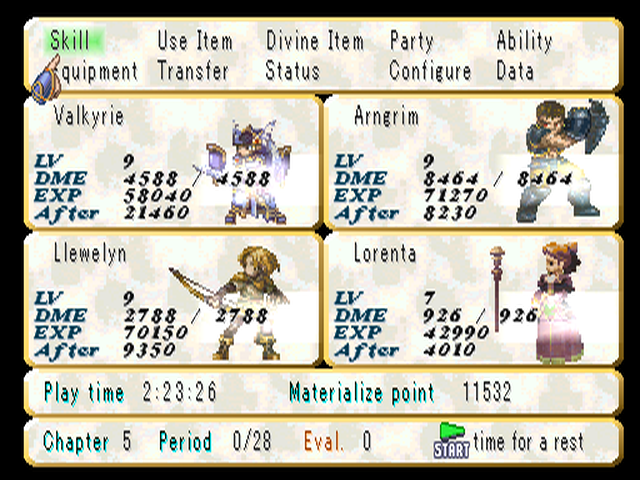 Skill Use Item Divine Item Party Ability
Equipment Transfer Status Configure Data
Valkyrie
LV 9
DME 4588 / 4588
EXP 58040
After 21460
Arngrim
LV 9
DME 8464 / 8464
EXP 71270
After 8230
Llewelyn
LV 9
DME 2788 / 2788
EXP 70150
After 9350
Lorenta
LV 7
DME 926 / 926
EXP 42990
After 4010
Play time 2:23:26 Materialize point 11532
Chapter 5 Period 0/28 Eval. 0 START time for a rest